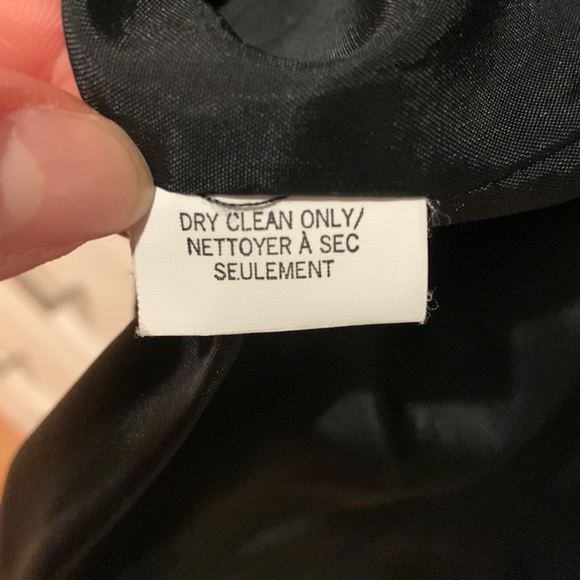 DRY CLEAN ONLY/
NETTOYER À SEC
SEULEMENT